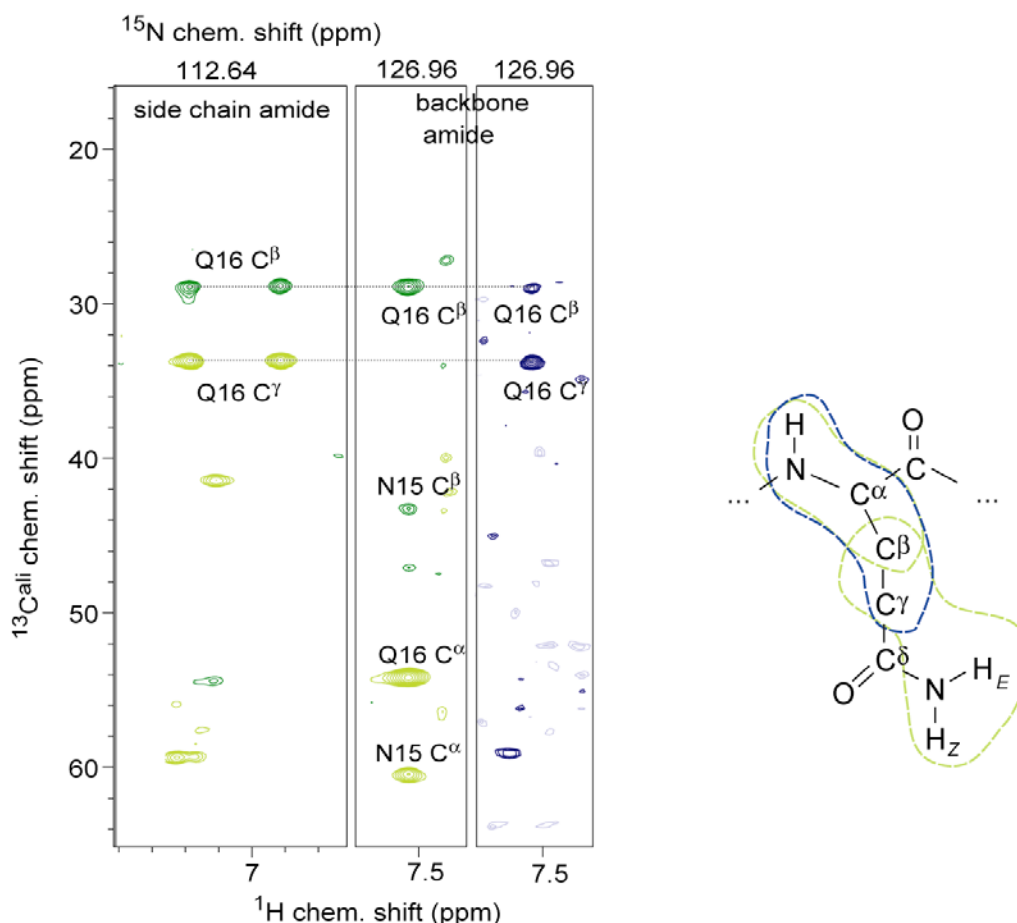 15N chem. shift (ppm)
112.64 126.96 126.96
side chain amide
backbone
amide
20
30
40
50
60
13Cali chem. shift (ppm)
Q16 Cβ
Q16 Cβ
Q16 Cβ
Q16 Cγ
Q16 Cγ
N15 Cβ
Q16 Cα
N15 Cα
7 7.5 7.5
1H chem. shift (ppm)
H O
N C
... Cα ...
Cβ
Cγ
Cδ
O N HE
HZ